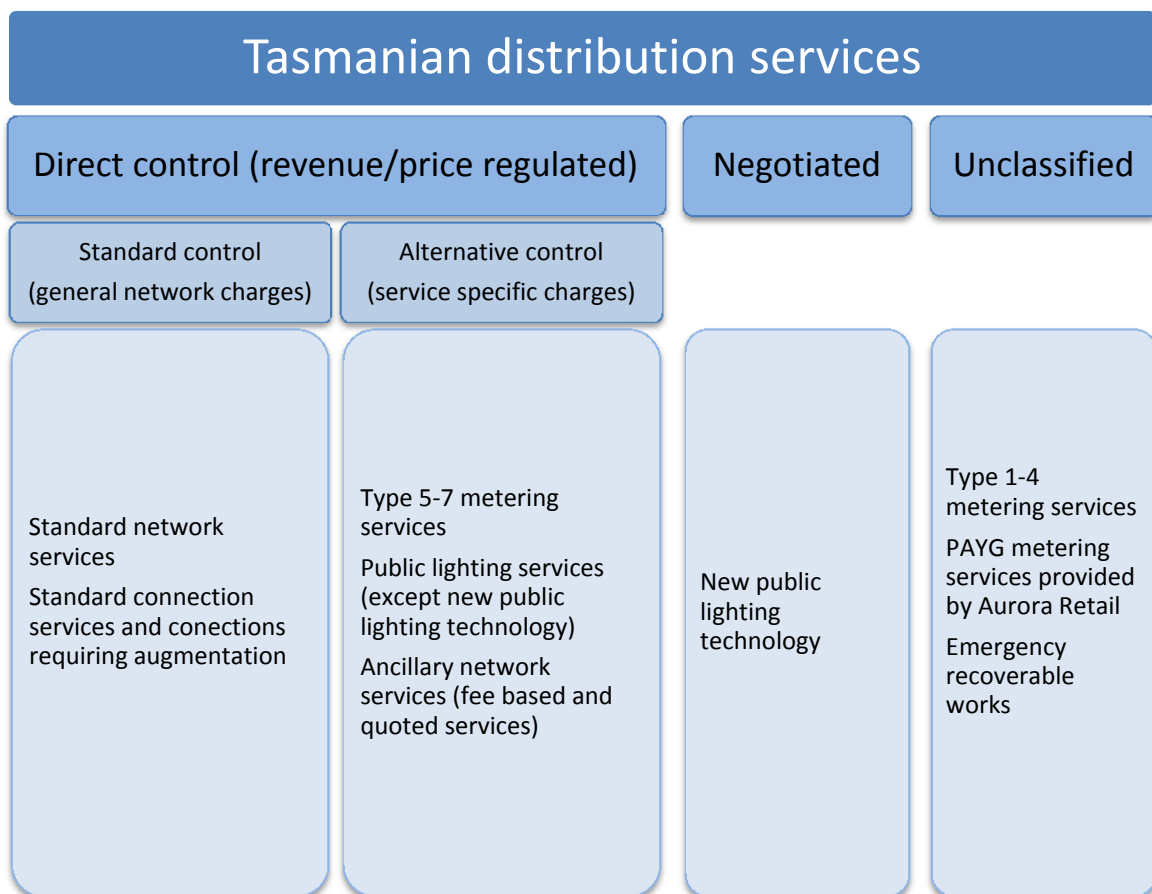 Tasmanian distribution services
Direct control (revenue/price regulated)
Negotiated
Unclassified
Standard control
(general network charges)
Alternative control
(service specific charges)
Standard network
services
Standard connection
services and conections
requiring augmentation
Type 5-7 metering
services
Public lighting services
(except new public
lighting technology)
Ancillary network
services (fee based and
quoted services)
New public
lighting
technology
Type 1-4
metering services
PAYG metering
services provided
by Aurora Retail
Emergency
recoverable
works